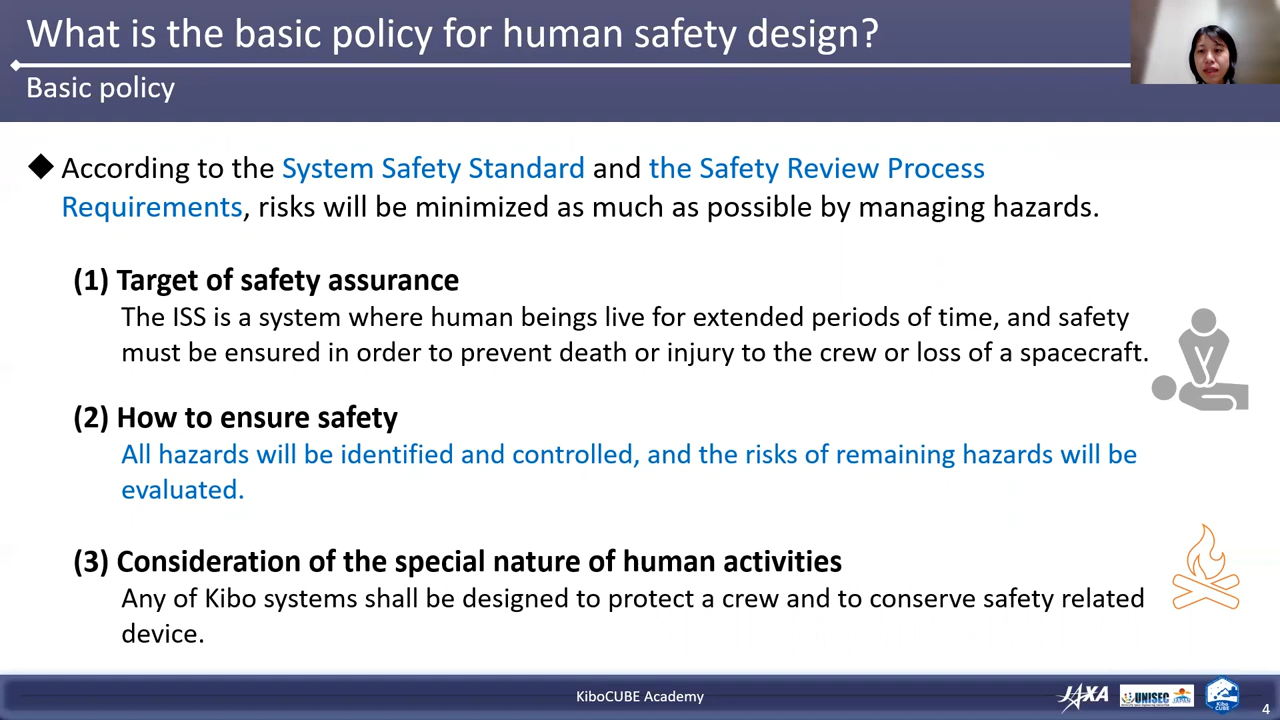 What is the basic policy for human safety design?
Basic policy
According to the System Safety Standard and the Safety Review Process
Requirements, risks will be minimized as much as possible by managing hazards.
(1) Target of safety assurance
The ISS is a system where human beings live for extended periods of time, and safety
must be ensured in order to prevent death or injury to the crew or loss of a spacecraft.
(2) How to ensure safety
All hazards will be identified and controlled, and the risks of remaining hazards will be
evaluated.
(3) Consideration of the special nature of human activities
Any of Kibo systems shall be designed to protect a crew and to conserve safety related
device.
KiboCUBE Academy
JAXA
UNISEC
JAPAN
Kibo
CUBE
4